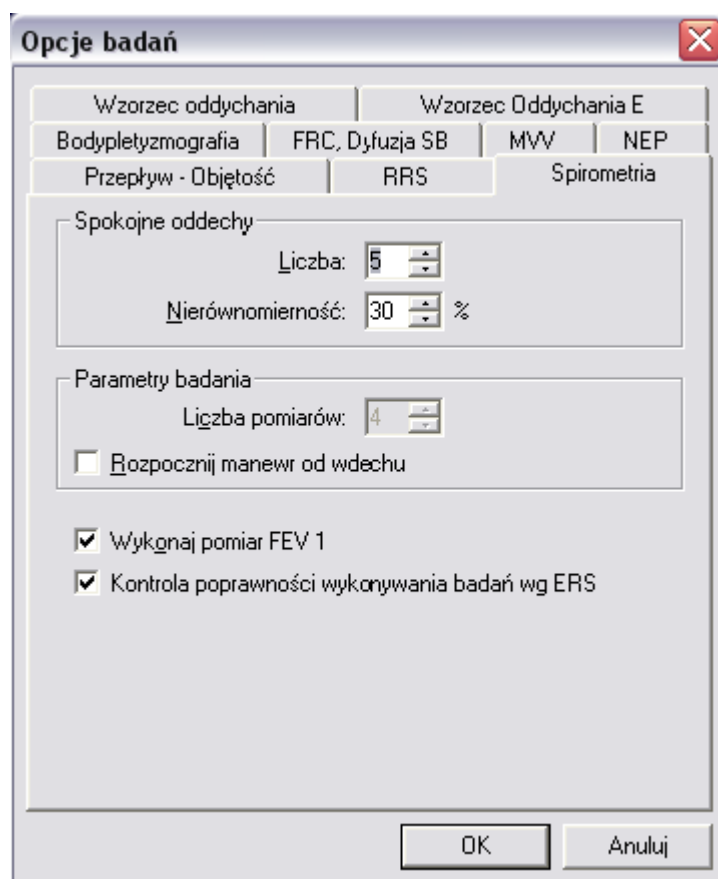 Opcje badań
Wzorzec oddychania Wzorzec Oddychania E
Bodypletyzmografia FRC, Dyfuzja SB MVV NEP
Przepływ - Objętość RRS Spirometria
Spokojne oddechy
Liczba: 5
Nierównomierność: 30 %
Parametry badania
Liczba pomiarów: 4
Rozpocznij manewr od wdechu
Wykonaj pomiar FEV 1
Kontrola poprawności wykonywania badań wg ERS
OK Anuluj